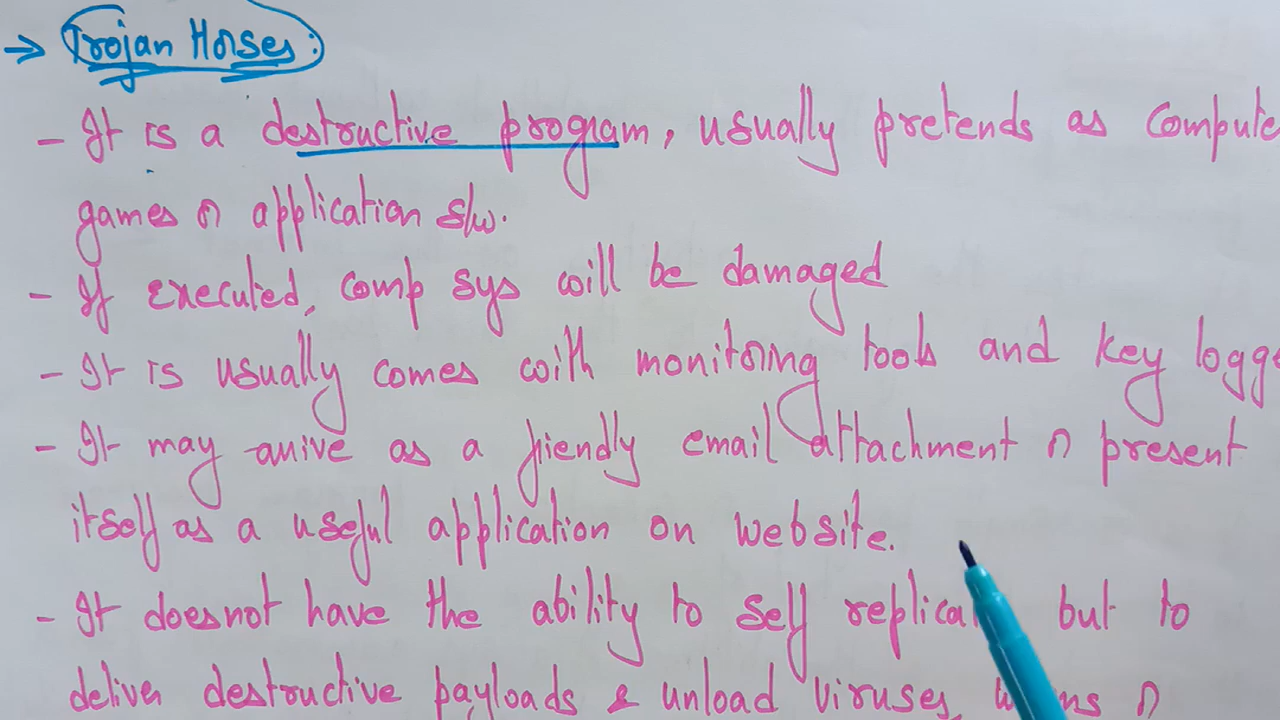 → Trojan Horses:
- It is a destructive program, usually pretends as Compute
games or application s/w.
- If executed, comp sys will be damaged
- It is usually comes with monitoring tools and key logge
- It may arrive as a friendly email attachment or present
itself as a useful application on website.
- It doesnot have the ability to self replica but to
deliver destructive payloads & unload viruses, or